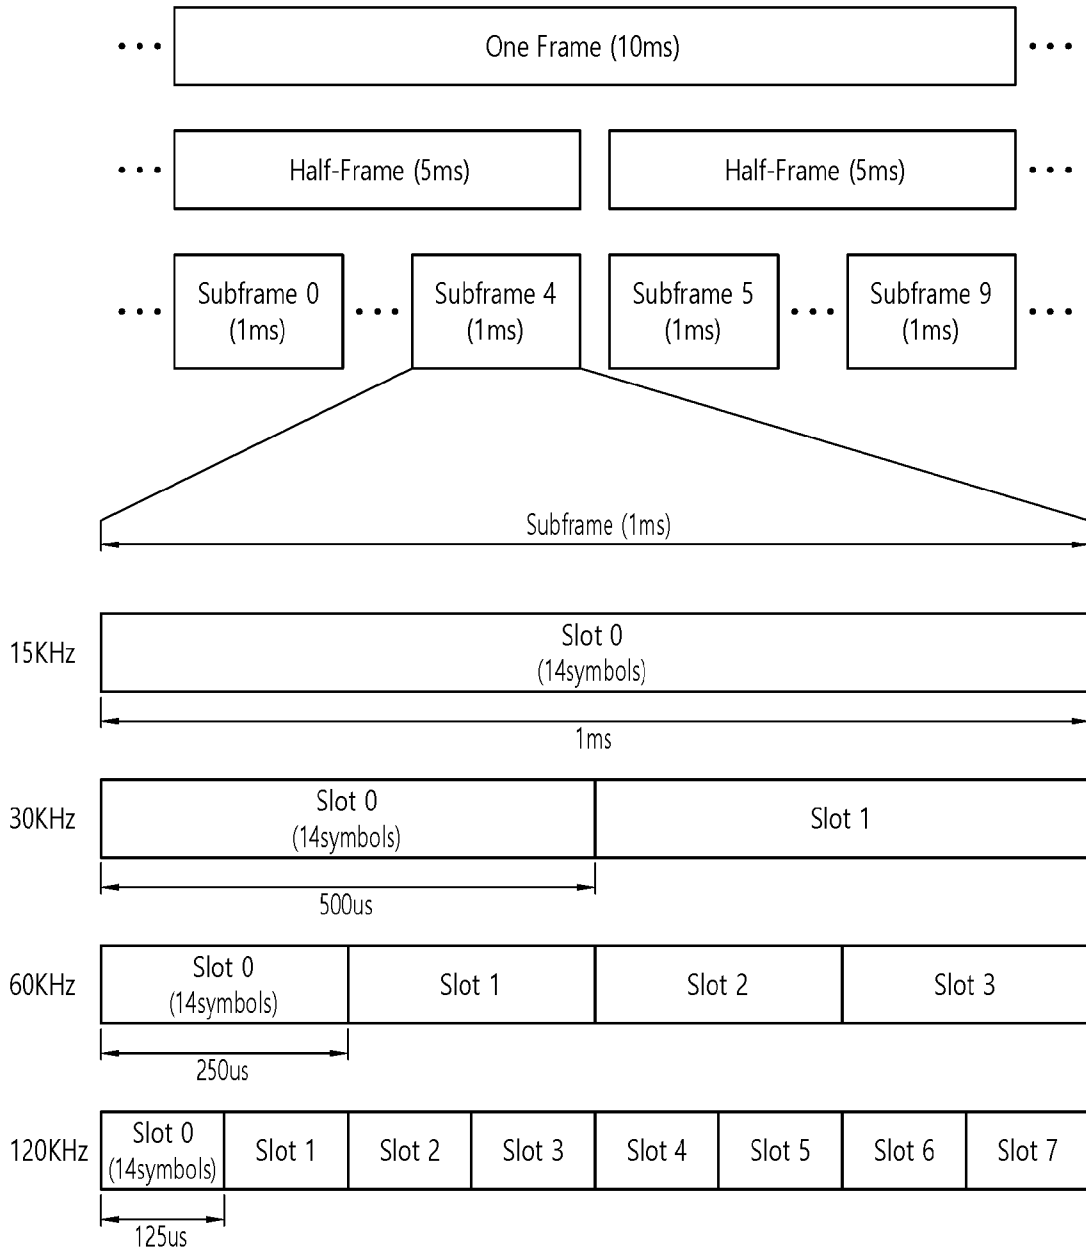 ••• One Frame (10ms) •••
••• Half-Frame (5ms) Half-Frame (5ms) •••
••• Subframe 0 ••• Subframe 4 Subframe 5 ••• Subframe 9 •••
(1ms) (1ms) (1ms) (1ms)
Subframe (1ms)
15KHz Slot 0
(14symbols)
1ms
30KHz Slot 0 Slot 1
(14symbols)
500us
60KHz Slot 0 Slot 1 Slot 2 Slot 3
(14symbols)
250us
120KHz Slot 0 Slot 1 Slot 2 Slot 3 Slot 4 Slot 5 Slot 6 Slot 7
(14symbols)
125us